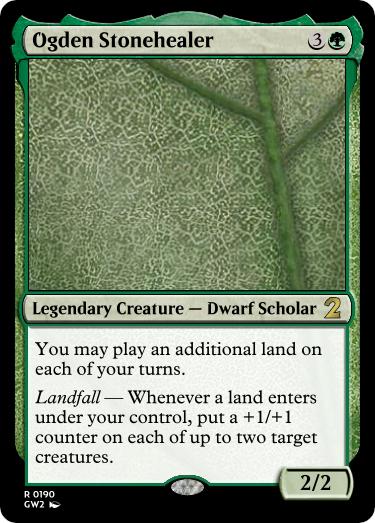 Ogden Stonehealer 3
Legendary Creature — Dwarf Scholar 2
You may play an additional land on
each of your turns.
Landfall — Whenever a land enters
under your control, put a +1/+1
counter on each of up to two target
creatures.
2/2
R 0190
GW2